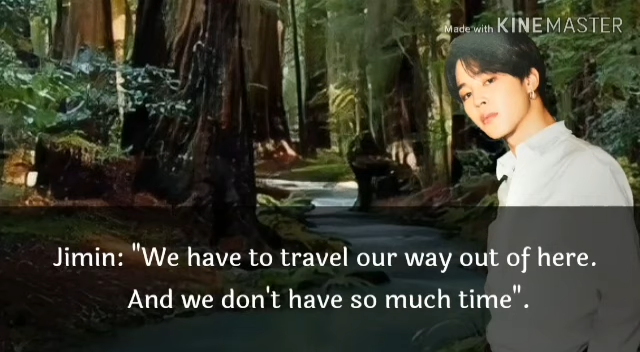 Made with KINEMASTER
Jimin: "We have to travel our way out of here.
And we don't have so much time".